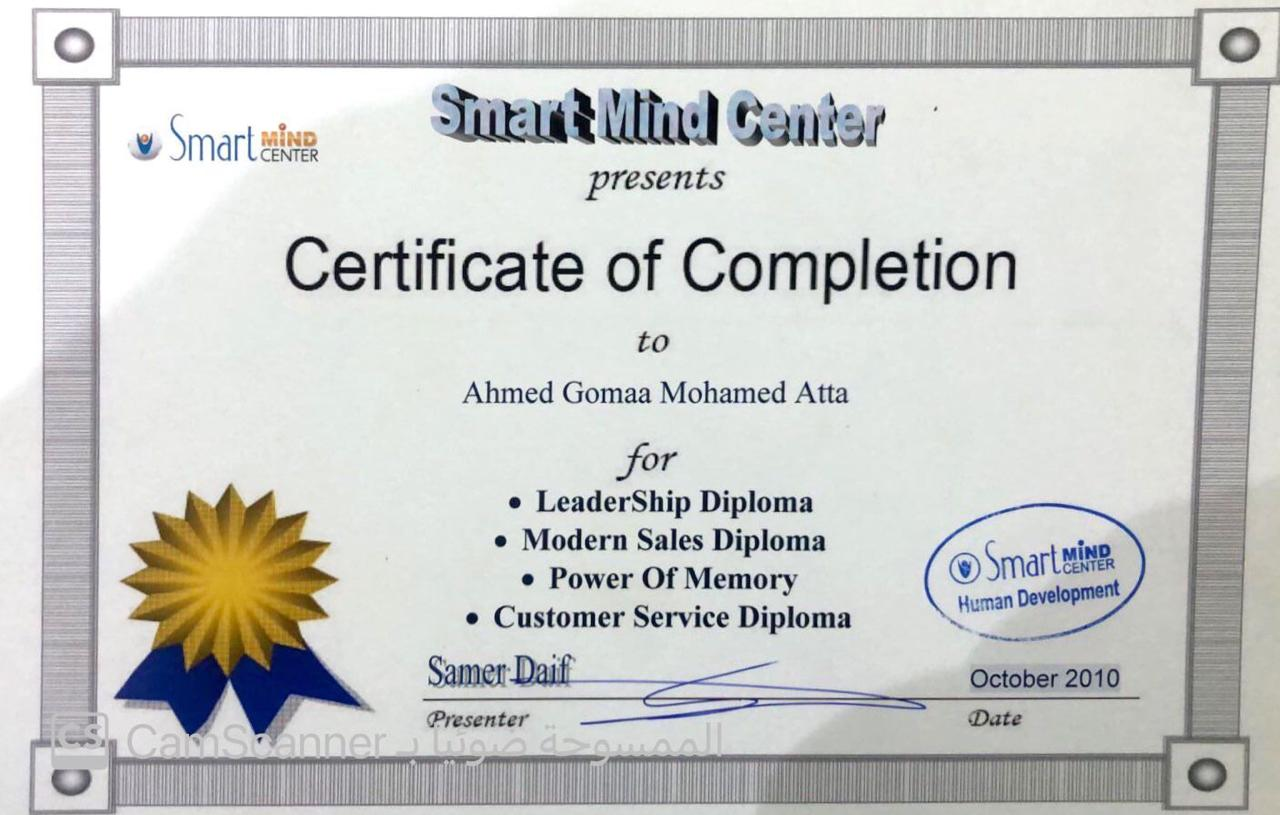 Smart MIND
CENTER
Smart Mind Center
presents
Certificate of Completion
to
Ahmed Gomaa Mohamed Atta
for
• LeaderShip Diploma
• Modern Sales Diploma
• Power Of Memory
• Customer Service Diploma
Smart MIND
CENTER
Human Development
Samer Daif
October 2010
Presenter
Date
CS CamScanner الممسوحة ضوئيا بـ